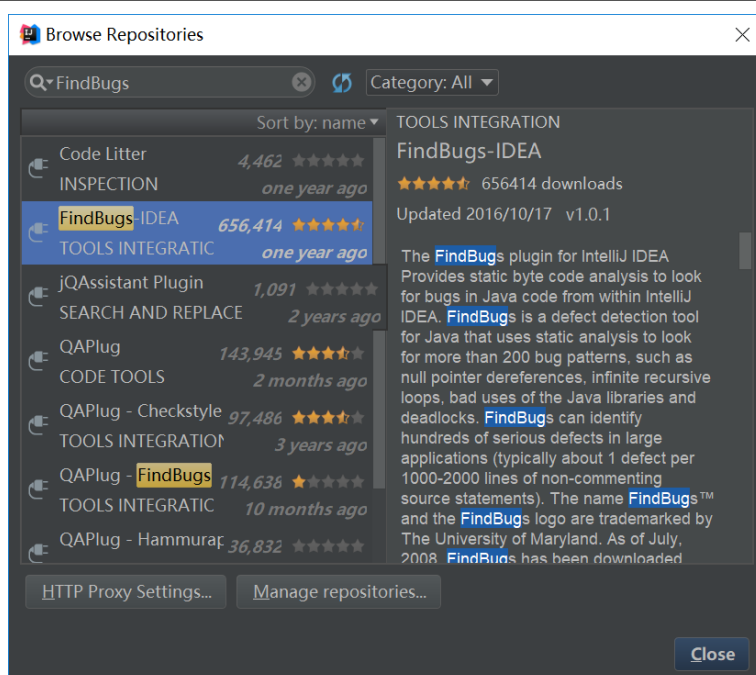 Browse Repositories
FindBugs
Category: All
Sort by: name
Code Litter
4,462
INSPECTION
one year ago
FindBugs-IDEA
656,414
TOOLS INTEGRATIC
one year ago
jQAssistant Plugin
1,091
SEARCH AND REPLACE
2 years ago
QAPlug
143,945
CODE TOOLS
2 months ago
QAPlug - Checkstyle
97,486
TOOLS INTEGRATION
3 years ago
QAPlug - FindBugs
114,638
TOOLS INTEGRATIC
10 months ago
QAPlug - Hammurap
36,832
TOOLS INTEGRATION
FindBugs-IDEA
656414 downloads
Updated 2016/10/17 v1.0.1
The FindBugs plugin for IntelliJ IDEA
Provides static byte code analysis to look
for bugs in Java code from within IntelliJ
IDEA. FindBugs is a defect detection tool
for Java that uses static analysis to look
for more than 200 bug patterns, such as
null pointer dereferences, infinite recursive
loops, bad uses of the Java libraries and
deadlocks. FindBugs can identify
hundreds of serious defects in large
applications (typically about 1 defect per
1000-2000 lines of non-commenting
source statements). The name FindBugs™
and the FindBugs logo are trademarked by
The University of Maryland. As of July,
2008, FindBugs has been downloaded
HTTP Proxy Settings...
Manage repositories...
Close